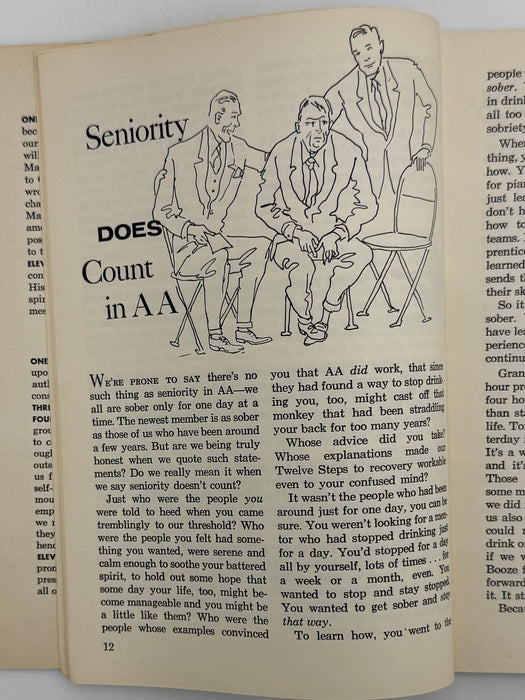 Seniority
DOES
Count
in AA
WE'RE PRONE TO SAY there's no
such thing as seniority in AA—we
all are sober only for one day at a
time. The newest member is as sober
as those of us who have been around
a few years. But are we being truly
honest when we quote such state-
ments? Do we really mean it when
we say seniority doesn't count?
Just who were the people you
were told to heed when you came
tremblingly to our threshold? Who
were the people you felt had some-
thing you wanted, were serene and
calm enough to soothe your battered
spirit, to hold out some hope that
some day your life, too, might be-
come manageable and you might be
a little like them? Who were the
people whose examples convinced
12
you that AA did work, that since
they had found a way to stop drink-
ing you, too, might cast off that
monkey that had been straddling
your back for too many years?
Whose advice did you take?
Whose explanations made our
Twelve Steps to recovery workable
even to your confused mind?
It wasn't the people who had been
around just for one day, you can be
sure. You weren't looking for a men-
tor who had stopped drinking just
for a day. You'd stopped for a day
all by yourself, lots of times . . . for
a week or a month, even. You
wanted to stop and stay stopped.
You wanted to get sober and stay
that way.
To learn how, you went to the
people
sober.
in drin
all too
sobriety
When
thing, y
how. Y
for pia
just lea
don't h
how to
teams.
prentice
learned
sends t
their sk
So it
sober.
have les
perience
continu
Gran
hour pr
four ho
than st
life. To
terday
It's a w
and it's
Those
some m
we did
us also
could r
drink o
if we v
Booze f
forward
it. It st
Becau